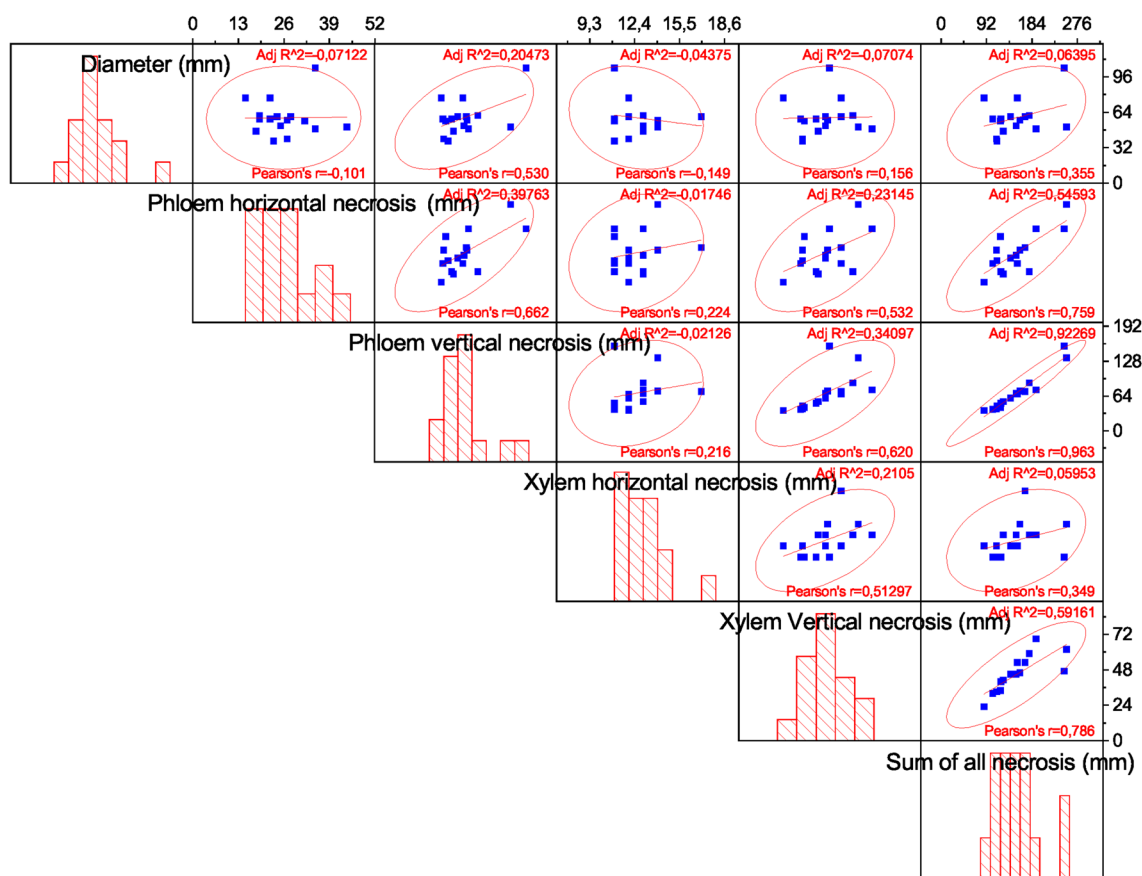 0 13 26 39 52 9,3 12,4 15,5 18,6 0 92 184 276
Adj R^2=-0,07122 Adj R^2=0,20473 Adj R^2=-0,04375 Adj R^2=-0,07074 Adj R^2=0,06395
Diameter (mm)
96
64
32
0
Pearson's r=-0,101 Pearson's r=0,530 Pearson's r=-0,149 Pearson's r=0,156 Pearson's r=0,355
Adj R^2=0,39763 Adj R^2=-0,01746 Adj R^2=0,23145 Adj R^2=0,54593
Phloem horizontal necrosis (mm)
Pearson's r=0,662 Pearson's r=0,224 Pearson's r=0,532 Pearson's r=0,759
Adj R^2=-0,02126 Adj R^2=0,34097 Adj R^2=0,92269
192
Phloem vertical necrosis (mm)
128
64
0
Pearson's r=0,216 Pearson's r=0,620 Pearson's r=0,963
Adj R^2=0,2105 Adj R^2=0,05953
Xylem horizontal necrosis (mm)
Pearson's r=0,51297 Pearson's r=0,349
Adj R^2=0,59161
Xylem Vertical necrosis (mm)
72
48
24
Pearson's r=0,786
0
Sum of all necrosis (mm)